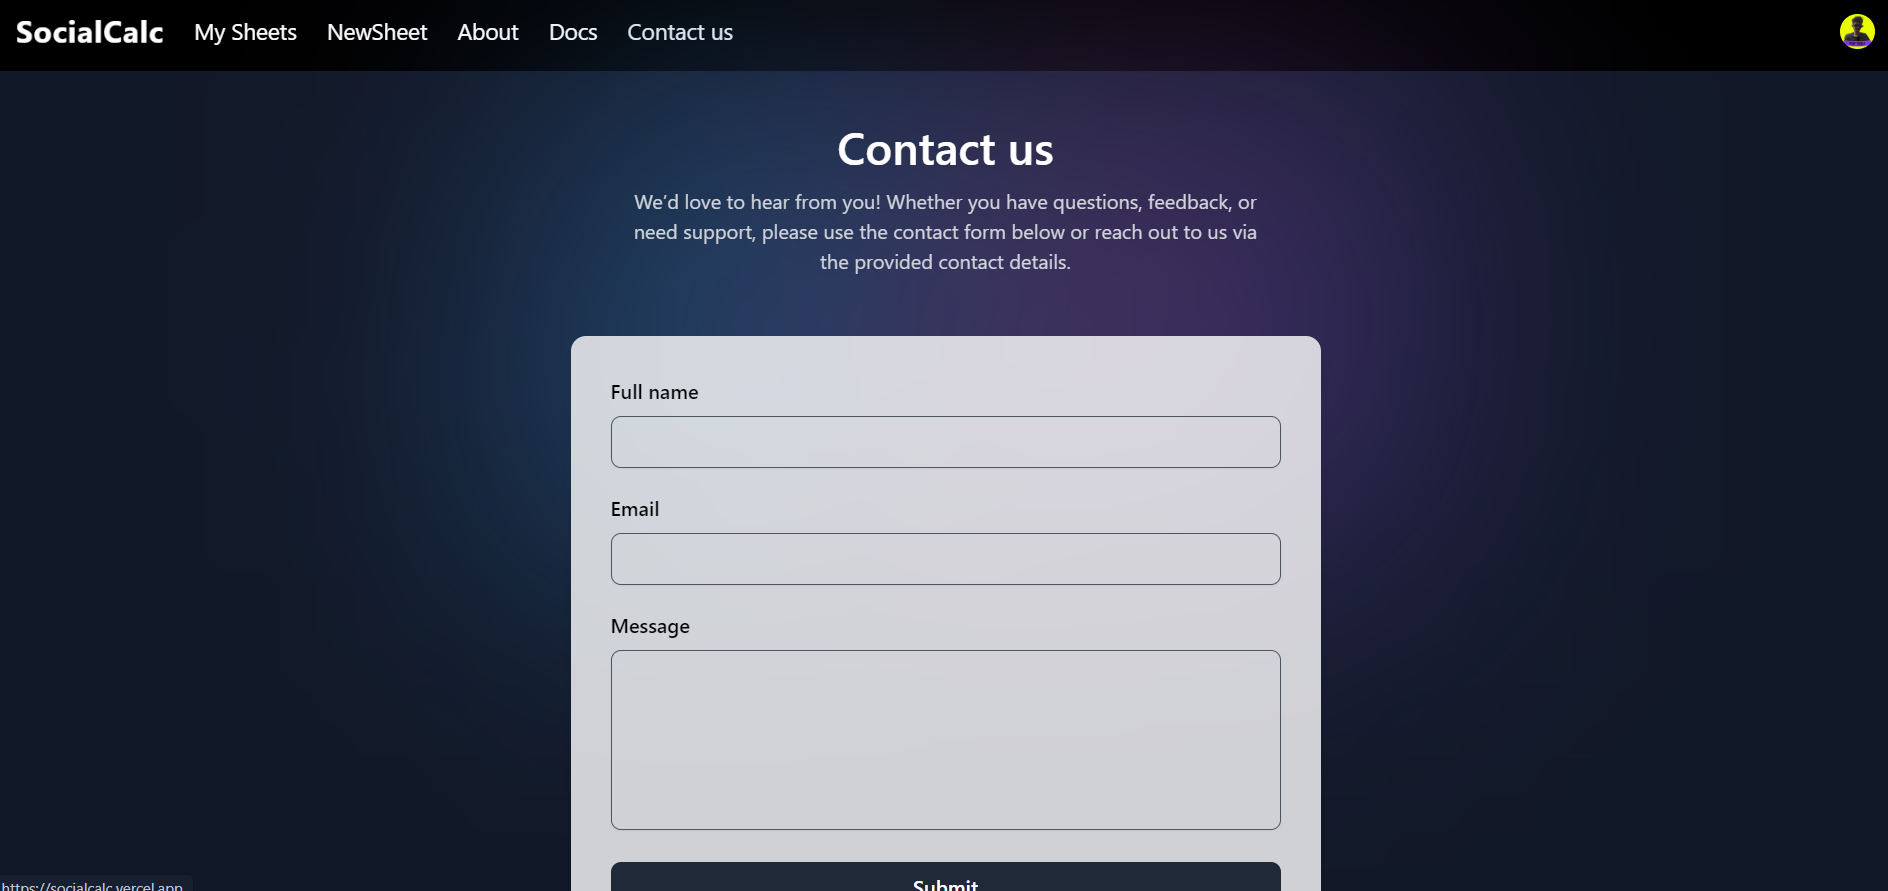 SocialCalc My Sheets NewSheet About Docs Contact us
Contact us
We’d love to hear from you! Whether you have questions, feedback, or
need support, please use the contact form below or reach out to us via
the provided contact details.
Full name
Email
Message
Submit
https://socialcalc.vercel.app